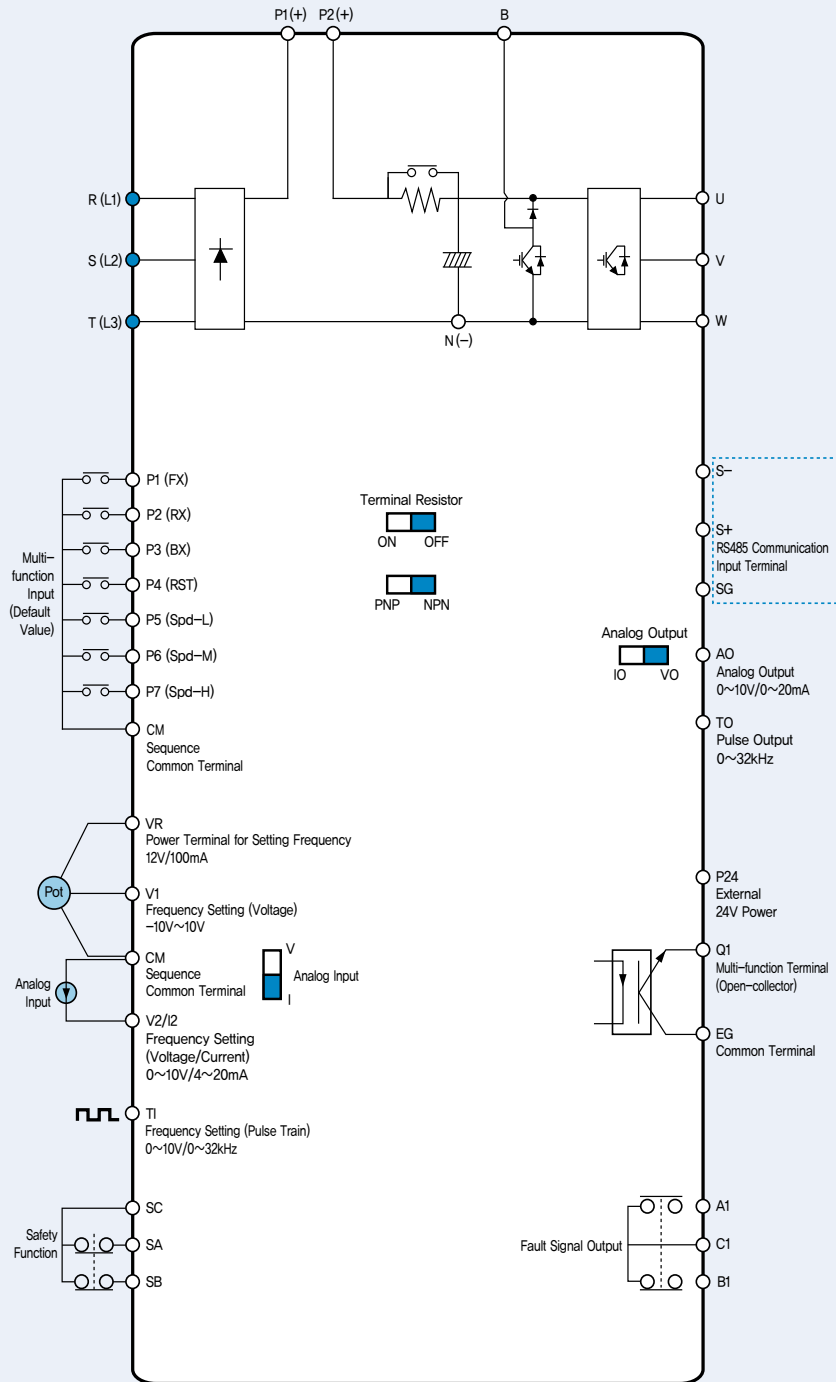 P1(+) P2(+) B
R (L1)
S (L2)
T (L3)
U
V
W
N(−)
Multi−
function
Input
(Default
Value)
P1 (FX)
P2 (RX)
P3 (BX)
P4 (RST)
P5 (Spd−L)
P6 (Spd−M)
P7 (Spd−H)
CM
Sequence
Common Terminal
Terminal Resistor
ON OFF
PNP NPN
S−
S+
RS485 Communication
Input Terminal
SG
Analog Output
IO VO
AO
Analog Output
0~10V/0~20mA
TO
Pulse Output
0~32kHz
Pot
VR
Power Terminal for Setting Frequency
12V/100mA
V1
Frequency Setting (Voltage)
−10V~10V
CM
Sequence
Common Terminal
V
Analog Input
I
Analog
Input
V2/I2
Frequency Setting
(Voltage/Current)
0~10V/4~20mA
TI
Frequency Setting (Pulse Train)
0~10V/0~32kHz
P24
External
24V Power
Q1
Multi-function Terminal
(Open-collector)
EG
Common Terminal
Safety
Function
SC
SA
SB
Fault Signal Output
A1
C1
B1